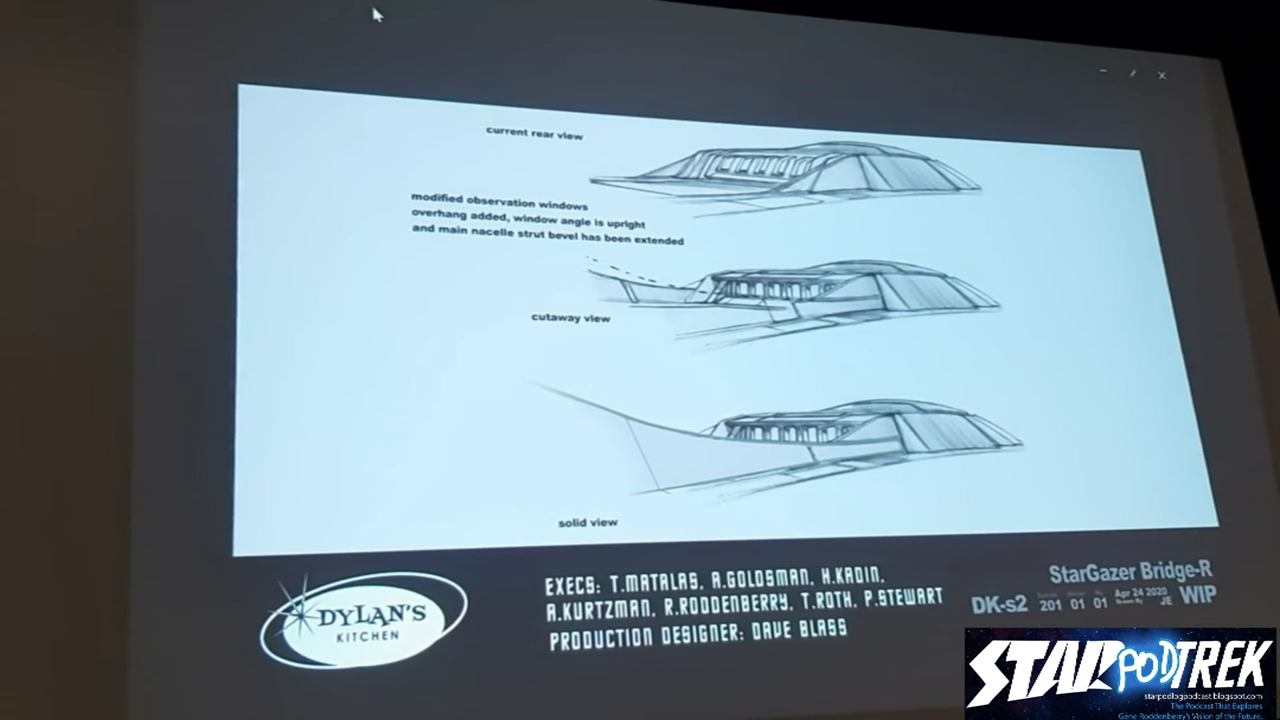 current rear view
modified observation windows
overhang added, window angle is upright
and main nacelle strut bevel has been extended
cutaway view
solid view
DYLAN'S
KITCHEN
EXECS: T.MATALAS, A.GOLDSMAN, H.KADIN,
A.KURTZMAN, R.RODDENBERRY, T.ROTH, P.STEWART
PRODUCTION DESIGNER: DAVE BLASS
StarGazer Bridge-R
DK-s2 201 01 01 Apr 24 2020 JE WIP
STAR POD TREK
starpodlogpodcast.blogspot.com
The Podcast That Explores
Gene Roddenberry's Vision of the Future.